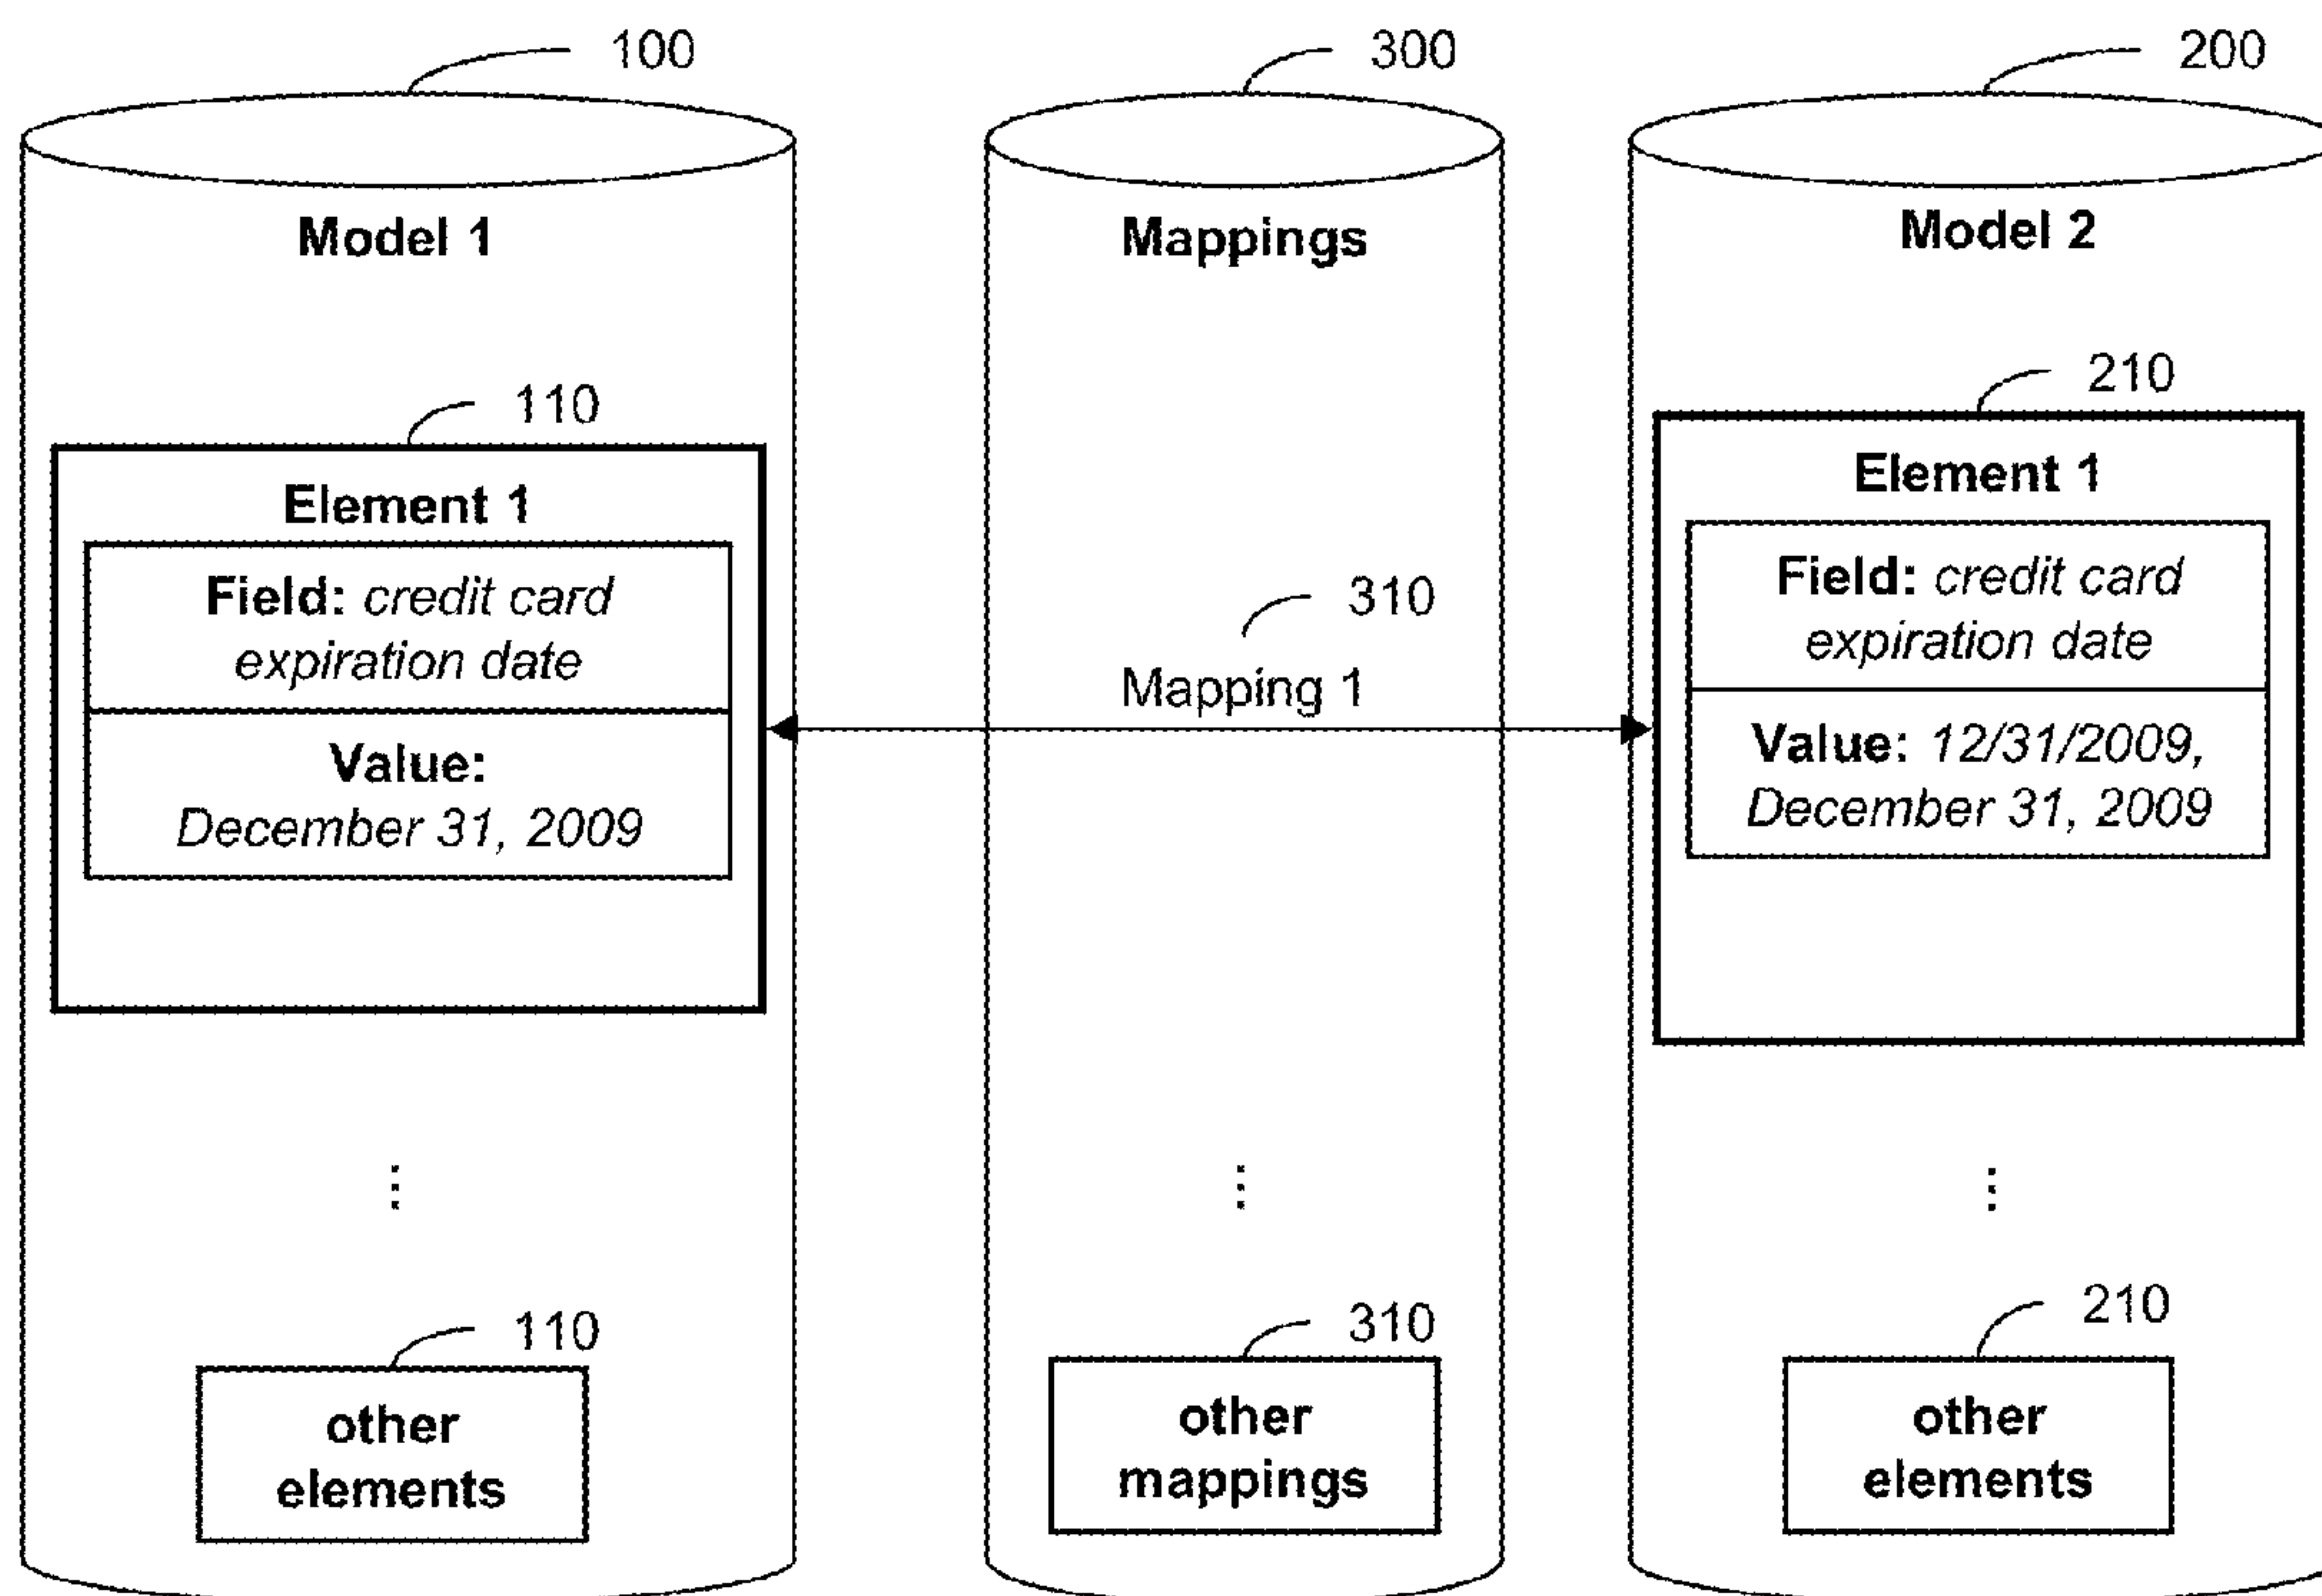 100
300
200
Model 1
Mappings
Model 2
110
Element 1
Field: credit card
expiration date
Value:
December 31, 2009
310
Mapping 1
210
Element 1
Field: credit card
expiration date
Value: 12/31/2009,
December 31, 2009
⋮
⋮
⋮
110
other
elements
310
other
mappings
210
other
elements